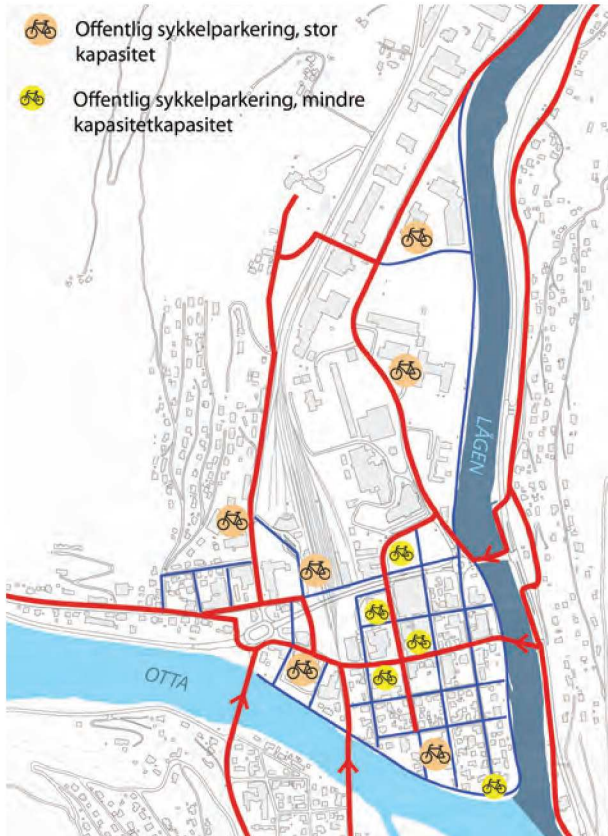 Offentlig sykkelparkering, stor
kapasitet
Offentlig sykkelparkering, mindre
kapasitetkapasitet
LÅGEN
OTTA